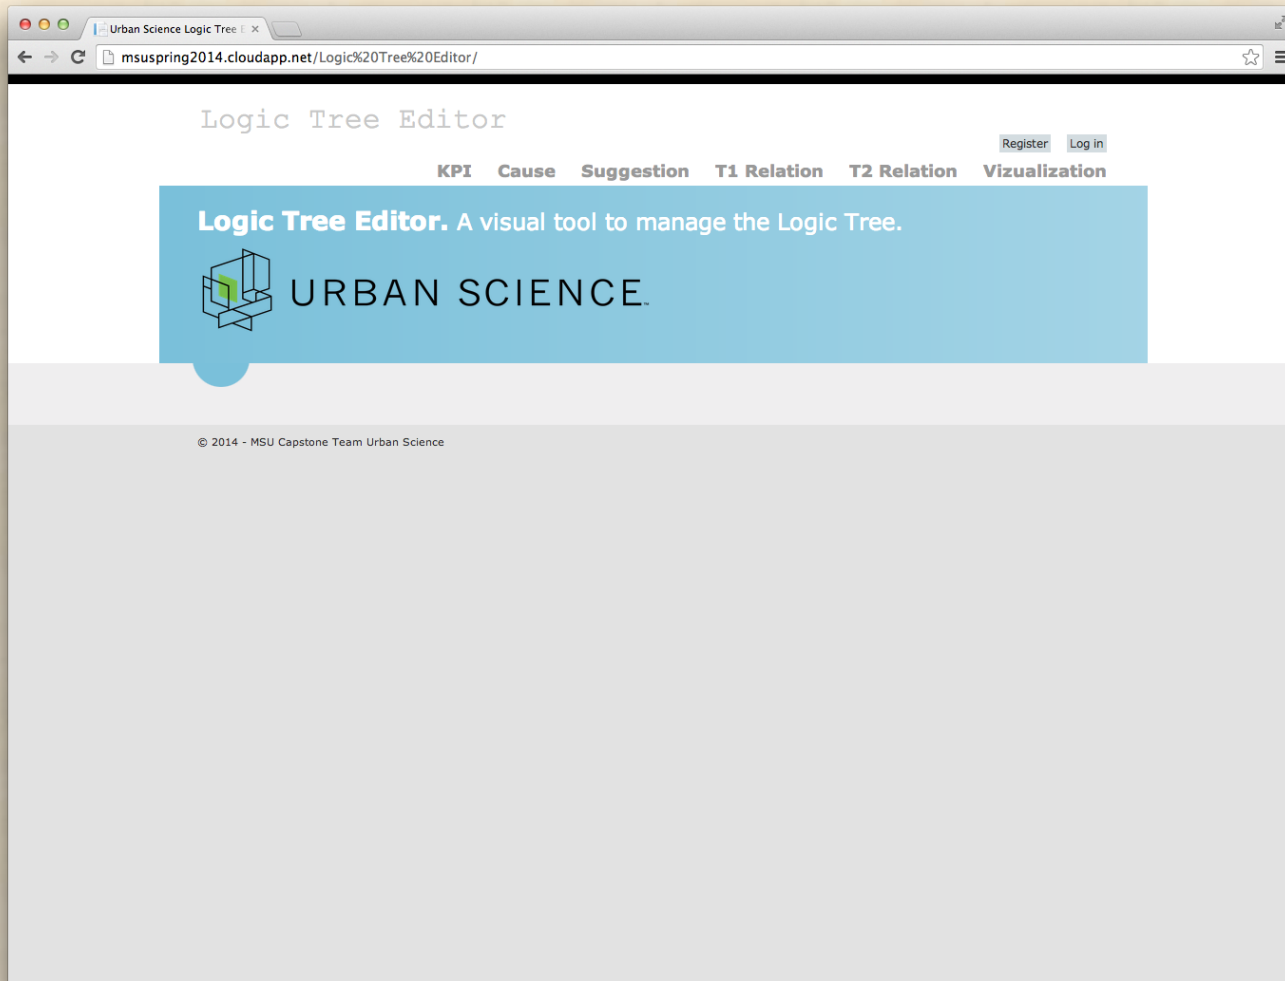 Urban Science Logic Tree E
msuspring2014.cloudapp.net/Logic%20Tree%20Editor/
Logic Tree Editor
Register Log in
KPI Cause Suggestion T1 Relation T2 Relation Vizualization
Logic Tree Editor. A visual tool to manage the Logic Tree.
URBAN SCIENCE™
© 2014 - MSU Capstone Team Urban Science